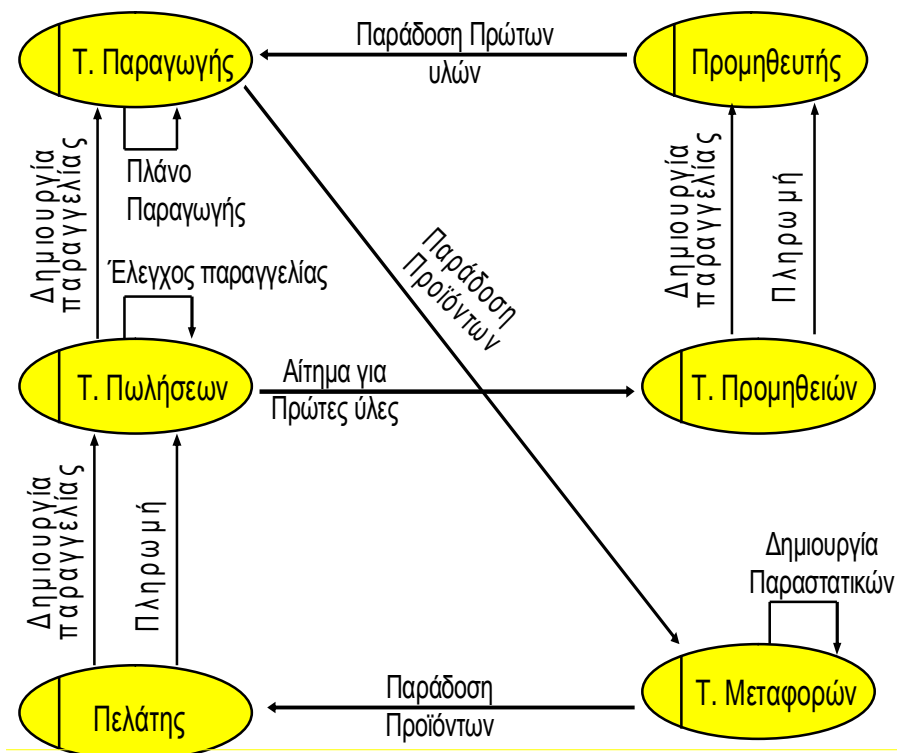 Τ. Παραγωγής
Παράδοση Πρώτων
υλών
Προμηθευτής
Δημιουργία
παραγγελίας
Πλάνο
Παραγωγής
Δημιουργία
παραγγελίας
Πληρωμή
Παράδοση
Προϊόντων
Έλεγχος παραγγελίας
Τ. Πωλήσεων
Αίτημα για
Πρώτες ύλες
Τ. Προμηθειών
Δημιουργία
παραγγελίας
Πληρωμή
Δημιουργία
Παραστατικών
Πελάτης
Παράδοση
Προϊόντων
Τ. Μεταφορών